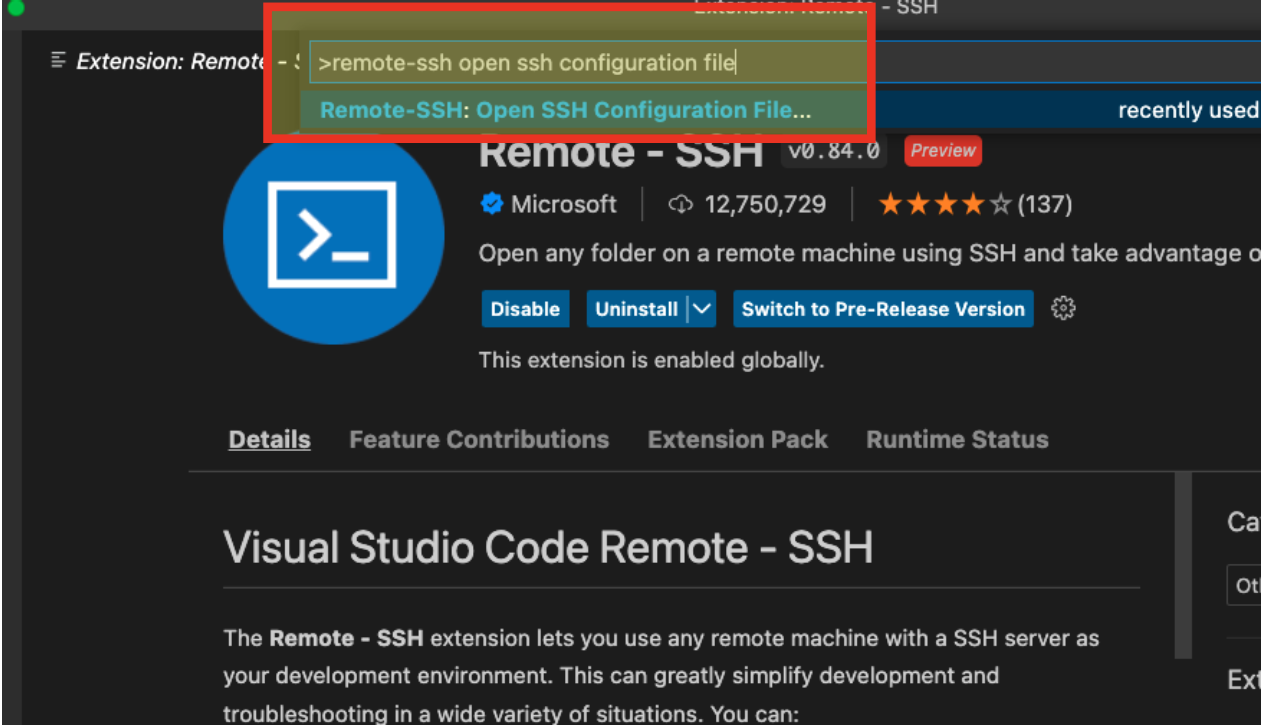 Extension: Remote - SSH
Extension: Remote - S
>remote-ssh open ssh configuration file
Remote-SSH: Open SSH Configuration File...
recently used
Remote - SSH
v0.84.0
Preview
Microsoft
12,750,729
(137)
Open any folder on a remote machine using SSH and take advantage o
Disable
Uninstall
Switch to Pre-Release Version
This extension is enabled globally.
Details
Feature Contributions
Extension Pack
Runtime Status
Visual Studio Code Remote - SSH
Ca
Ot
The Remote - SSH extension lets you use any remote machine with a SSH server as
your development environment. This can greatly simplify development and
Ext
troubleshooting in a wide variety of situations. You can: